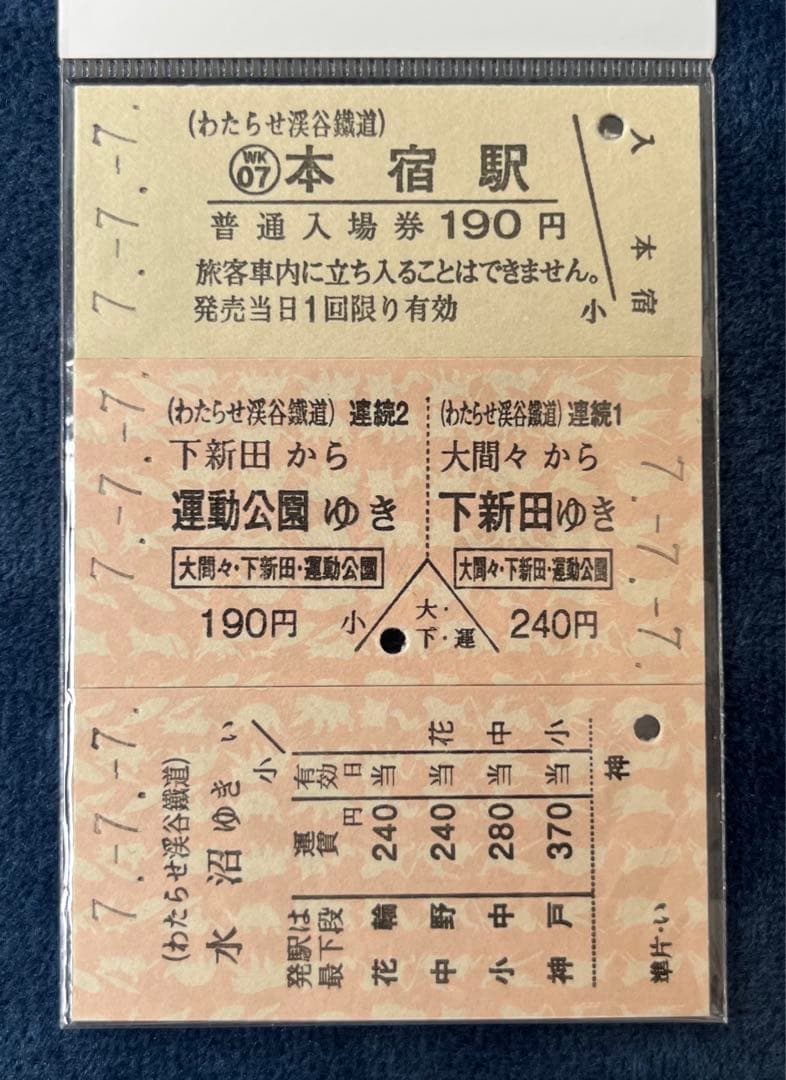 7.-7.-7.
(わたらせ渓谷鐵道)
WK
07
本宿駅
普通入場券 190円
旅客車内に立ち入ることはできません。
発売当日1回限り有効
小
入
本宿
7.-7.-7.
(わたらせ渓谷鐵道) 連続2
下新田から
運動公園ゆき
大間々・下新田・運動公園
190円
小
(わたらせ渓谷鐵道) 連続1
大間々から
下新田ゆき
大間々・下新田・運動公園
240円
大・
下・運
7.-7.-7.
7.-7.-7.
(わたらせ渓谷鐵道)
水沼ゆき い
小
発駅は 運賃 有効
最下段 円 日
花輪 240 当
中野 240 当 花
小中 280 当 中
神戸 370 当 小
神
準片・い